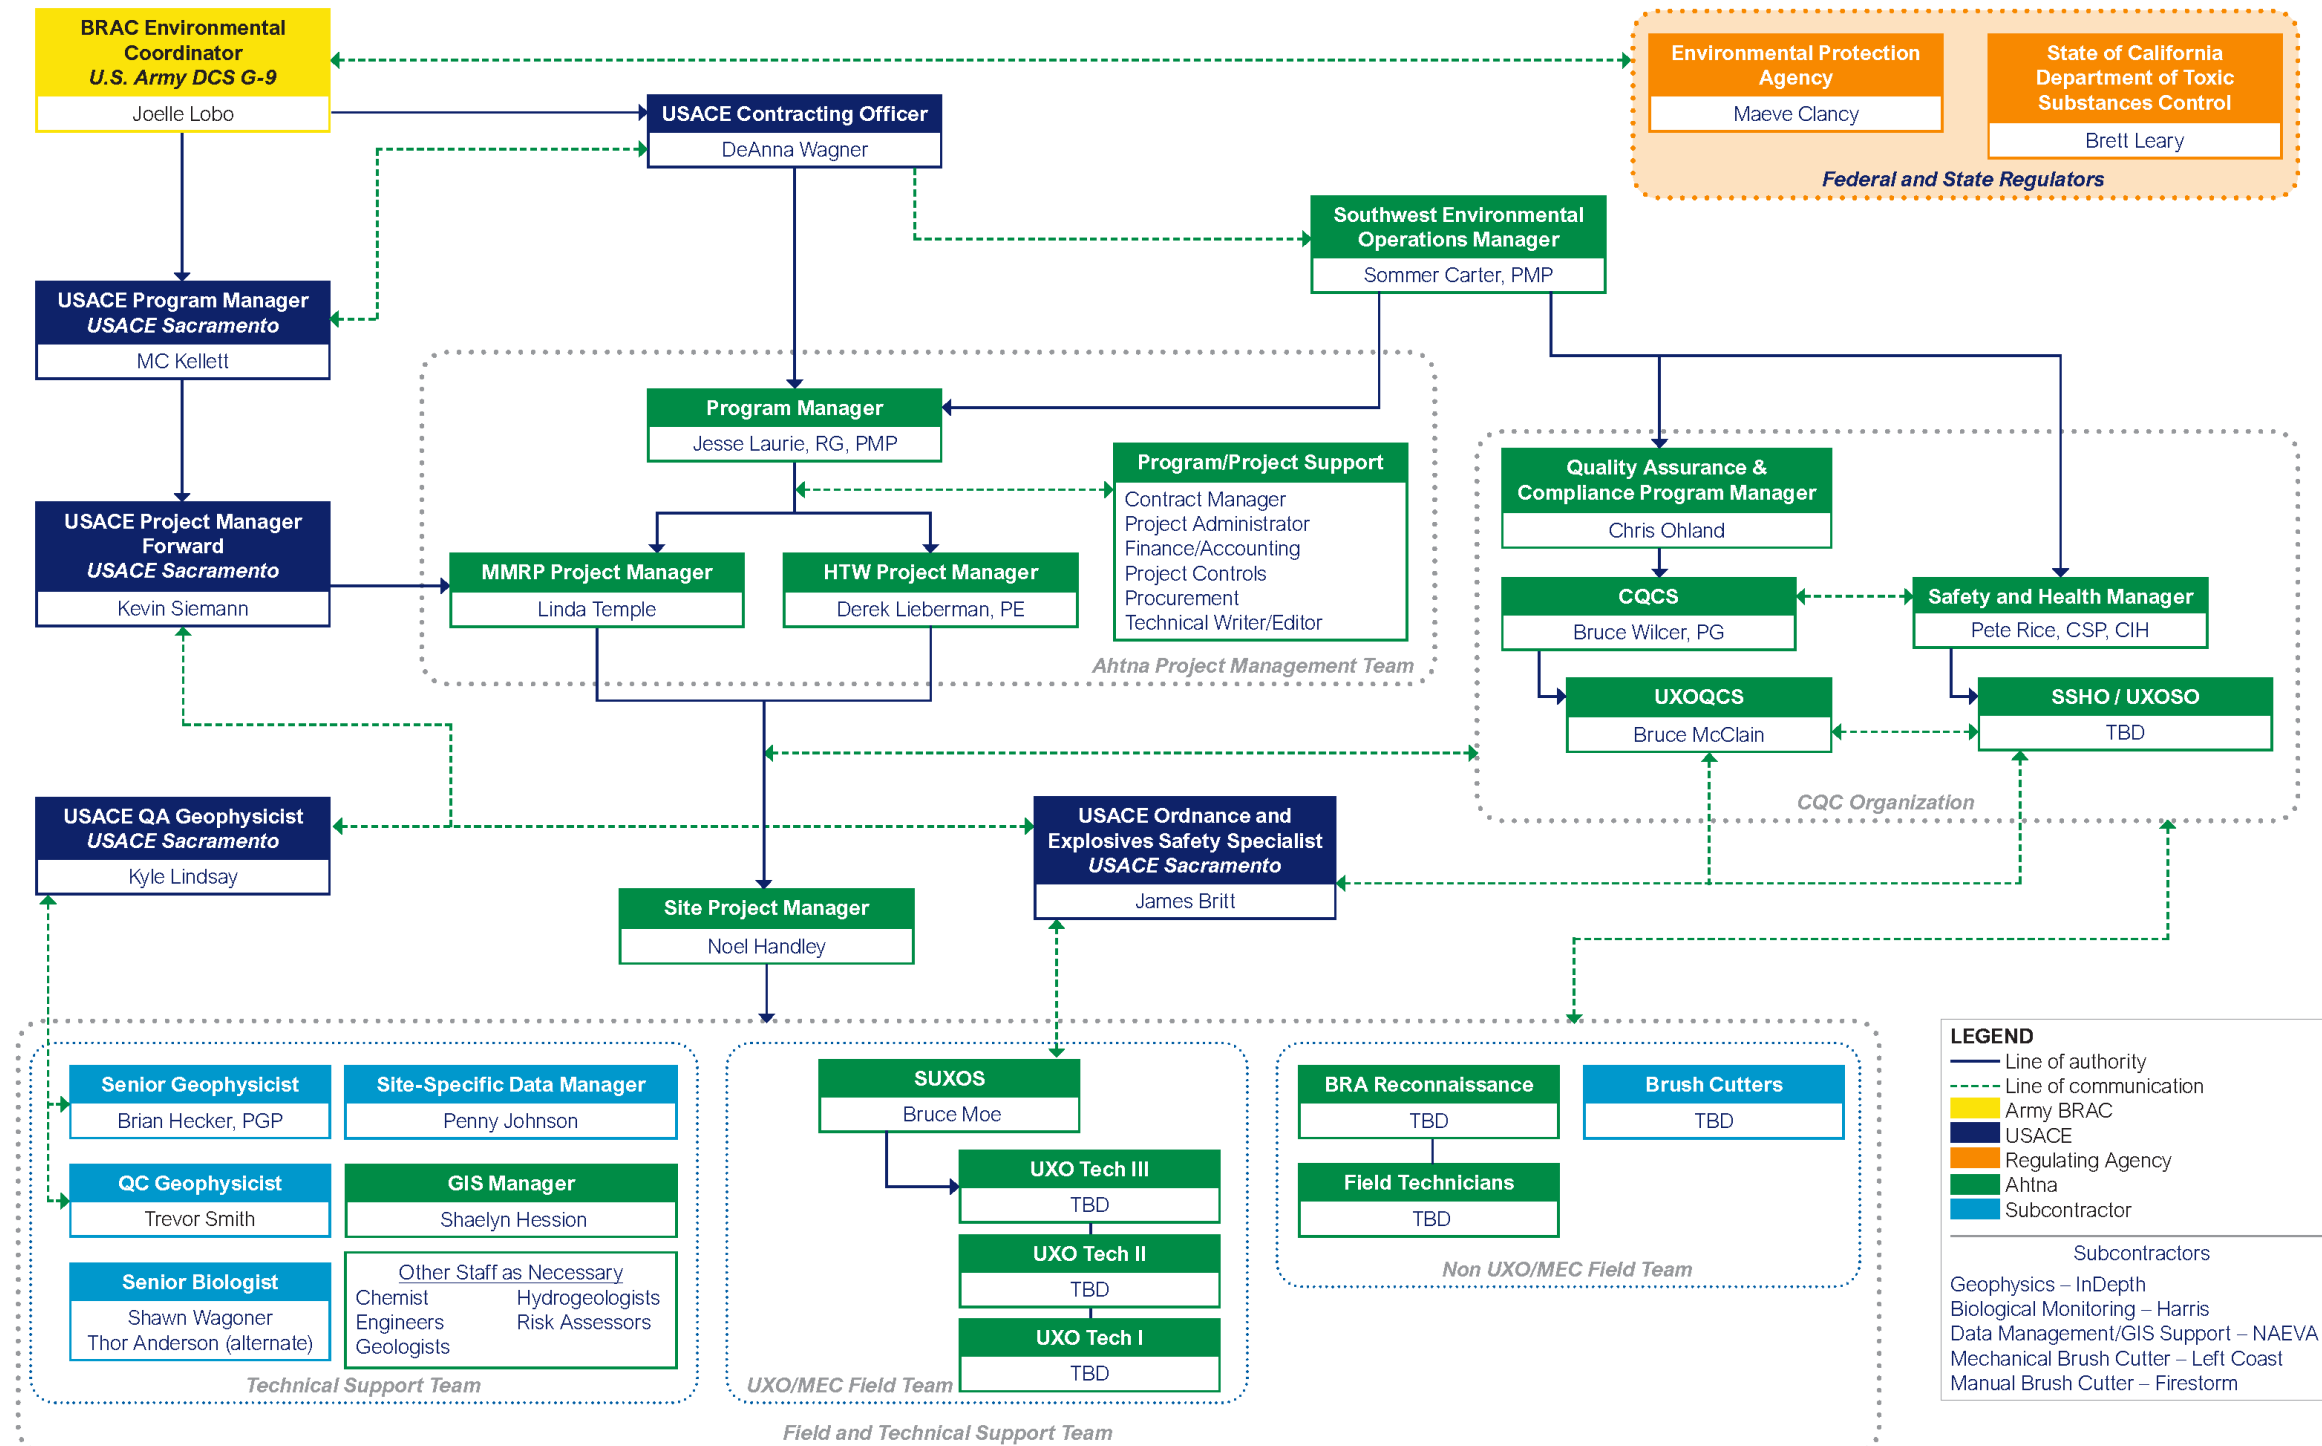 BRAC Environmental
Coordinator
U.S. Army DCS G-9
Joelle Lobo
USACE Contracting Officer
DeAnna Wagner
Environmental Protection
Agency
Maeve Clancy
State of California
Department of Toxic
Substances Control
Brett Leary
Federal and State Regulators
Southwest Environmental
Operations Manager
Sommer Carter, PMP
USACE Program Manager
USACE Sacramento
MC Kellett
Program Manager
Jesse Laurie, RG, PMP
Program/Project Support
Contract Manager
Project Administrator
Finance/Accounting
Project Controls
Procurement
Technical Writer/Editor
USACE Project Manager
Forward
USACE Sacramento
Kevin Siemann
MMRP Project Manager
Linda Temple
HTW Project Manager
Derek Lieberman, PE
Ahtna Project Management Team
Quality Assurance &
Compliance Program Manager
Chris Ohland
CQCS
Bruce Wilcer, PG
Safety and Health Manager
Pete Rice, CSP, CIH
UXOQCS
Bruce McClain
SSHO / UXOSO
TBD
CQC Organization
USACE QA Geophysicist
USACE Sacramento
Kyle Lindsay
USACE Ordnance and
Explosives Safety Specialist
USACE Sacramento
James Britt
Site Project Manager
Noel Handley
Senior Geophysicist
Brian Hecker, PGP
Site-Specific Data Manager
Penny Johnson
QC Geophysicist
Trevor Smith
GIS Manager
Shaelyn Hession
Senior Biologist
Shawn Wagoner
Thor Anderson (alternate)
Other Staff as Necessary
Chemist Hydrogeologists
Engineers Risk Assessors
Geologists
Technical Support Team
SUXOS
Bruce Moe
UXO Tech III
TBD
UXO Tech II
TBD
UXO Tech I
TBD
UXO/MEC Field Team
BRA Reconnaissance
TBD
Brush Cutters
TBD
Field Technicians
TBD
Non UXO/MEC Field Team
Field and Technical Support Team
LEGEND
Line of authority
Line of communication
Army BRAC
USACE
Regulating Agency
Ahtna
Subcontractor
Subcontractors
Geophysics – InDepth
Biological Monitoring – Harris
Data Management/GIS Support – NAEVA
Mechanical Brush Cutter – Left Coast
Manual Brush Cutter – Firestorm